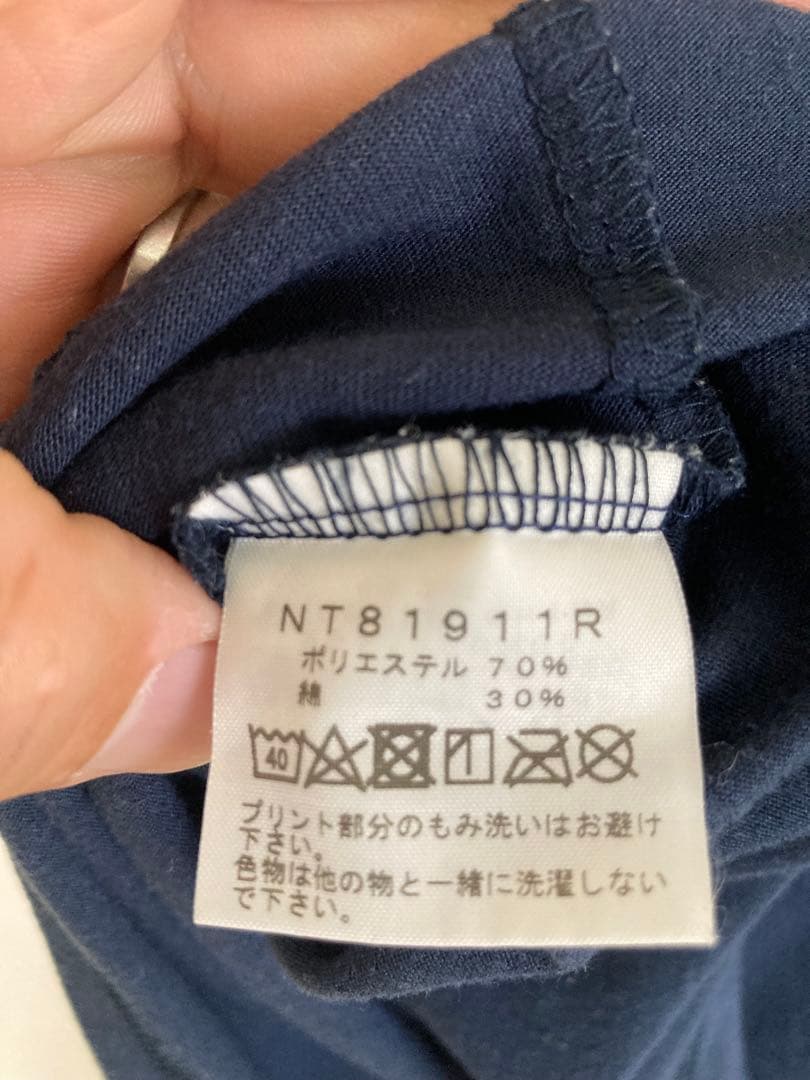 NT81911R
ポリエステル 70%
綿 30%
40
プリント部分のもみ洗いはお避け
下さい。
色物は他の物と一緒に洗濯しない
で下さい。